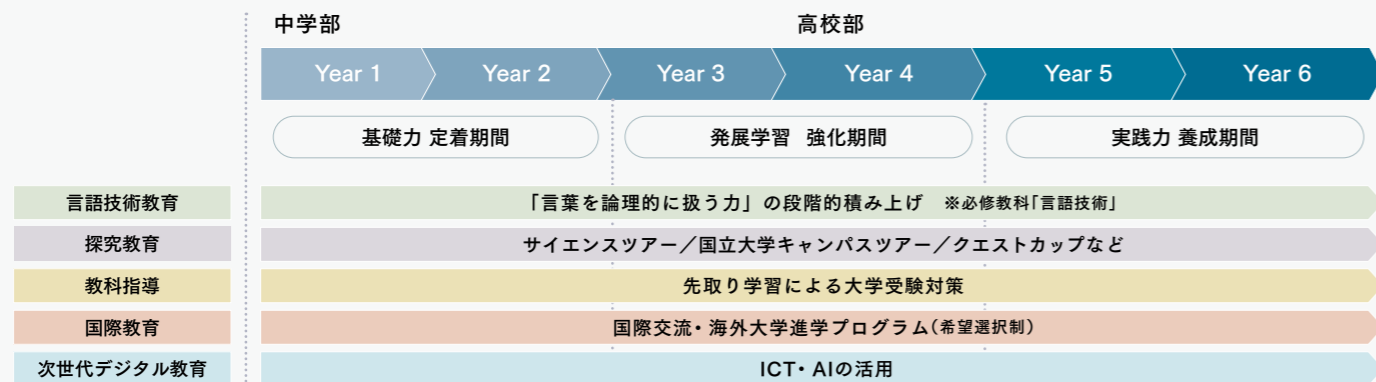 中学部 高校部
Year 1 Year 2 Year 3 Year 4 Year 5 Year 6
基礎力 定着期間 発展学習 強化期間 実践力 養成期間
言語技術教育 「言葉を論理的に扱う力」の段階的積み上げ ※必修教科「言語技術」
探究教育 サイエンスツアー／国立大学キャンパスツアー／クエストカップなど
教科指導 先取り学習による大学受験対策
国際教育 国際交流・海外大学進学プログラム(希望選択制)
次世代デジタル教育 ICT・AIの活用